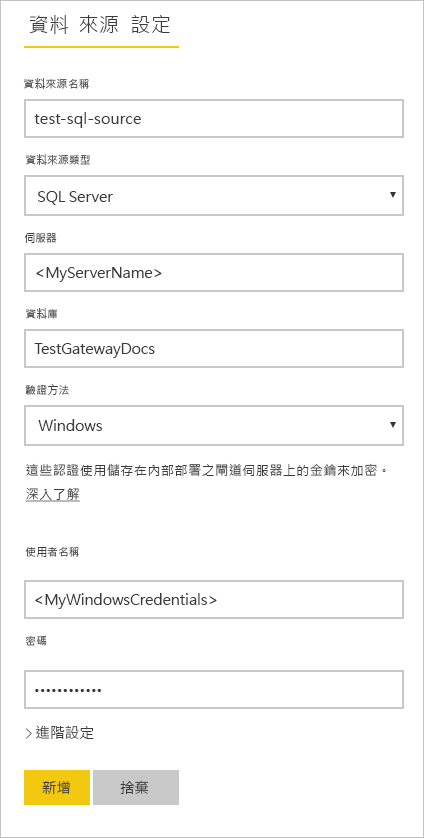 資料 來源 設定
資料來源名稱
test-sql-source
資料來源類型
SQL Server
伺服器
<MyServerName>
資料庫
TestGatewayDocs
驗證方法
Windows
這些認證使用儲存在內部部署之閘道伺服器上的金鑰來加密。
深入了解
使用者名稱
<MyWindowsCredentials>
密碼
••••••••••••
進階設定
新增 捨棄